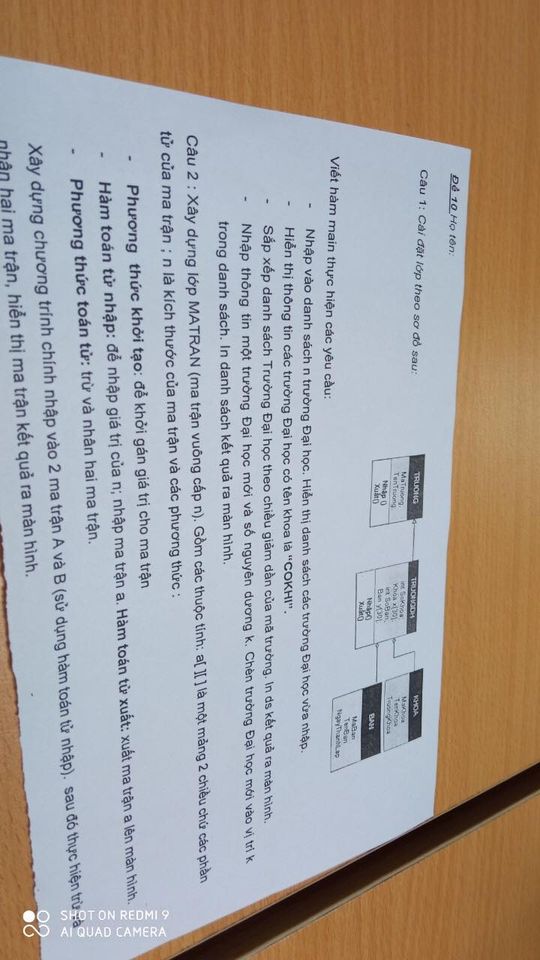 Đề 10 Họ tên:
Câu 1: Cài đặt lớp theo sơ đồ sau:
TRUONG
MaTruong;
TenTruong;
Nhập ()
Xuất()
TRUONGDH
int SoKhoa;
Khoa x[30];
int SoBan;
Ban y[30];
Nhập()
Xuất()
KHOA
MaKhoa
TenKhoa
TruongKhoa
BAN
MaBan
TenBan
NgayThanhLap
Viết hàm main thực hiện các yêu cầu:
- Nhập vào danh sách n trường Đại học. Hiển thị danh sách các trường Đại học vừa nhập.
- Hiển thị thông tin các trường Đại học có tên khoa là “COKHI”.
- Sắp xếp danh sách Trường Đại học theo chiều giảm dần của mã trường. In ds kết quả ra màn hình.
- Nhập thông tin một trường Đại học mới và số nguyên dương k. Chèn trường Đại học mới vào vị trí k
trong danh sách. In danh sách kết quả ra màn hình.
Câu 2 : Xây dựng lớp MATRAN (ma trận vuông cấp n). Gồm các thuộc tính: a[ ][ ] là một mảng 2 chiều chứ các phần
tử của ma trận ; n là kích thước của ma trận và các phương thức :
- Phương thức khởi tạo: để khởi gán giá trị cho ma trận
- Hàm toán tử nhập: để nhập giá trị của n; nhập ma trận a. Hàm toán tử xuất: xuất ma trận a lên màn hình.
- Phương thức toán tử: trừ và nhân hai ma trận.
Xây dựng chương trình chính nhập vào 2 ma trận A và B (sử dụng hàm toán tử nhập). sau đó thực hiện trừ
nhân hai ma trận, hiển thị ma trận kết quả ra màn hình.
SHOT ON REDMI 9
AI QUAD CAMERA